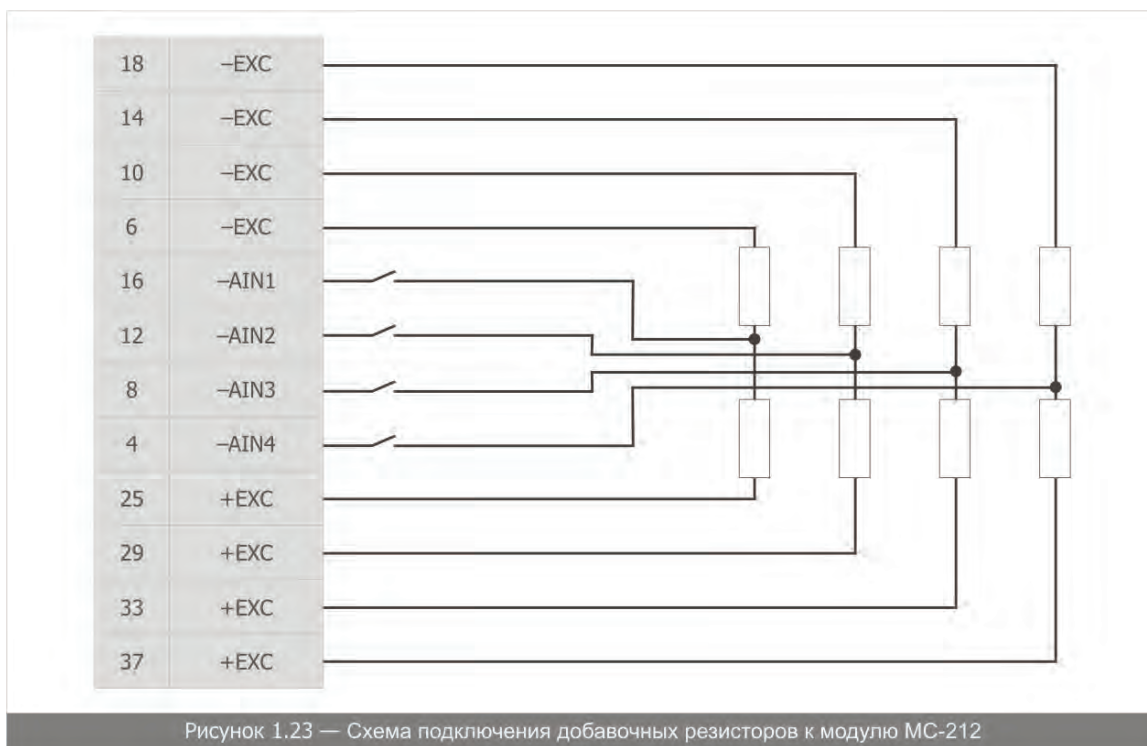 18 –EXC
14 –EXC
10 –EXC
6 –EXC
16 –AIN1
12 –AIN2
8 –AIN3
4 –AIN4
25 +EXC
29 +EXC
33 +EXC
37 +EXC
Рисунок 1.23 — Схема подключения добавочных резисторов к модулю МС-212